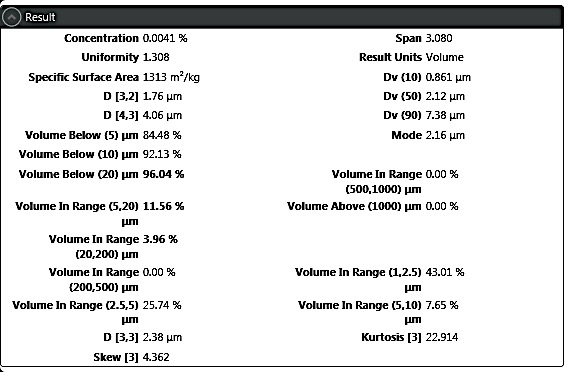 Result
Concentration 0.0041 % Span 3.080
Uniformity 1.308 Result Units Volume
Specific Surface Area 1313 m²/kg Dv (10) 0.861 µm
D [3,2] 1.76 µm Dv (50) 2.12 µm
D [4,3] 4.06 µm Dv (90) 7.38 µm
Volume Below (5) µm 84.48 % Mode 2.16 µm
Volume Below (10) µm 92.13 %
Volume Below (20) µm 96.04 % Volume In Range 0.00 %
(500,1000) µm
Volume In Range (5,20) 11.56 % Volume Above (1000) µm 0.00 %
µm
Volume In Range 3.96 %
(20,200) µm
Volume In Range 0.00 % Volume In Range (1,2.5) 43.01 %
(200,500) µm µm
Volume In Range (2.5,5) 25.74 % Volume In Range (5,10) 7.65 %
µm µm
D [3,3] 2.38 µm Kurtosis [3] 22.914
Skew [3] 4.362